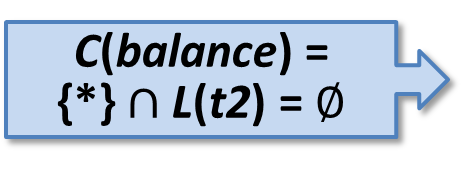 C(balance) =
{*} ∩ L(t2) = ∅